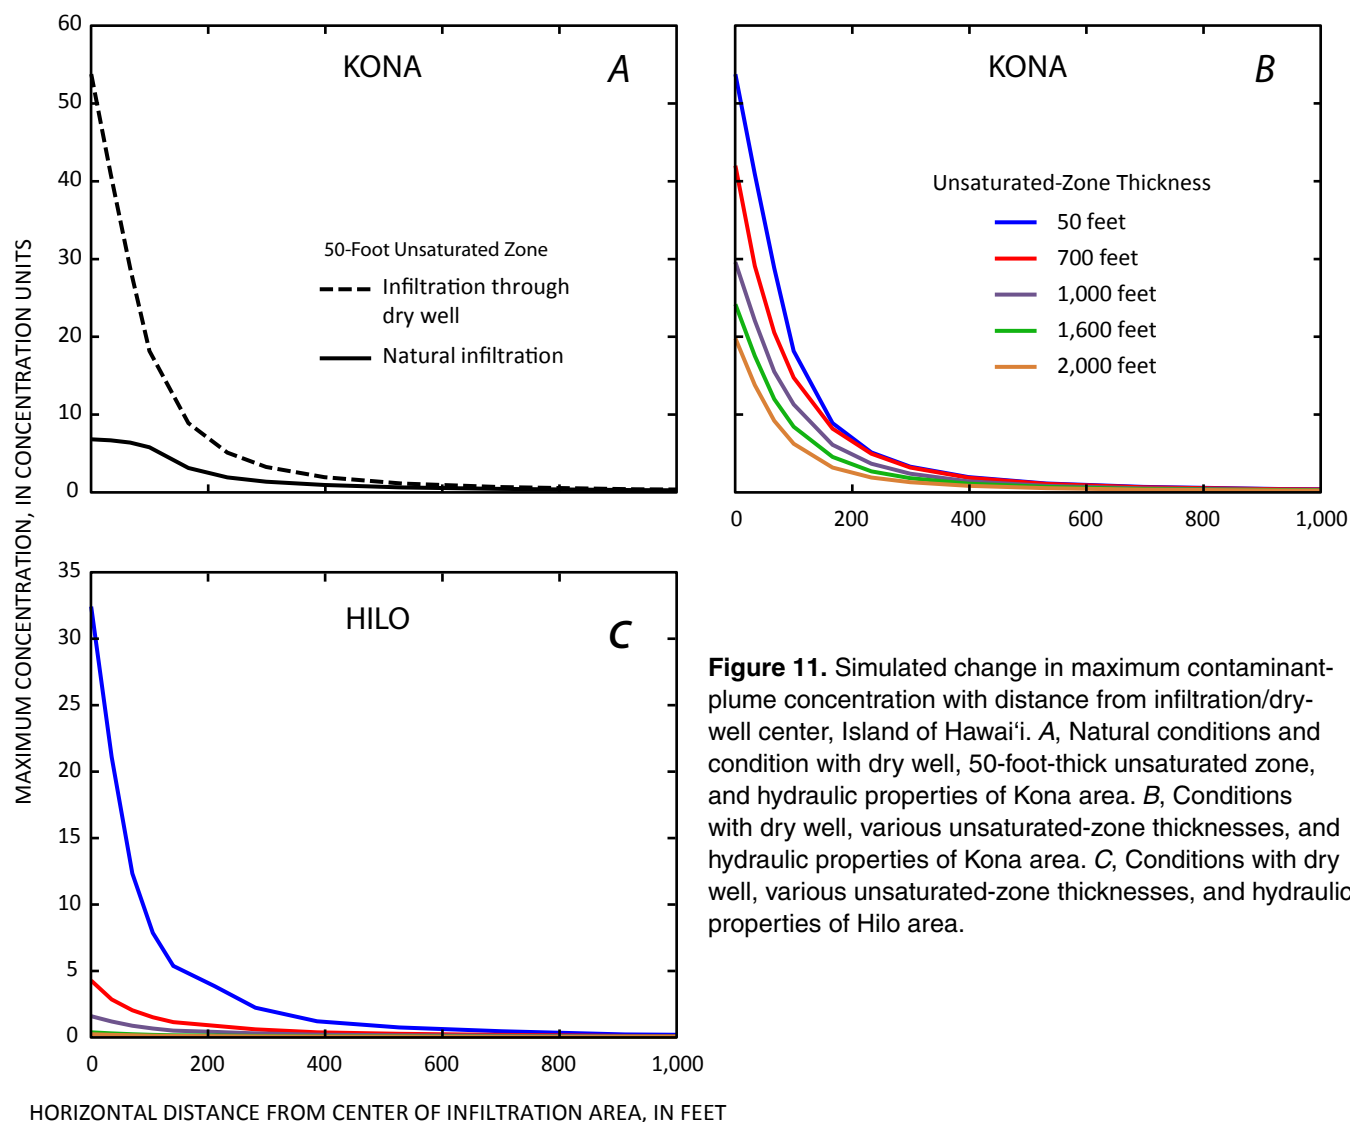 MAXIMUM CONCENTRATION, IN CONCENTRATION UNITS
60
50
40
30
20
10
0
KONA
A
50-Foot Unsaturated Zone
Infiltration through
dry well
Natural infiltration
KONA
B
Unsaturated-Zone Thickness
50 feet
700 feet
1,000 feet
1,600 feet
2,000 feet
0 200 400 600 800 1,000
35
30
25
20
15
10
5
0
HILO
C
0 200 400 600 800 1,000
HORIZONTAL DISTANCE FROM CENTER OF INFILTRATION AREA, IN FEET
Figure 11. Simulated change in maximum contaminant-
plume concentration with distance from infiltration/dry-
well center, Island of Hawaiʻi. A, Natural conditions and
condition with dry well, 50-foot-thick unsaturated zone,
and hydraulic properties of Kona area. B, Conditions
with dry well, various unsaturated-zone thicknesses, and
hydraulic properties of Kona area. C, Conditions with dry
well, various unsaturated-zone thicknesses, and hydraulic
properties of Hilo area.